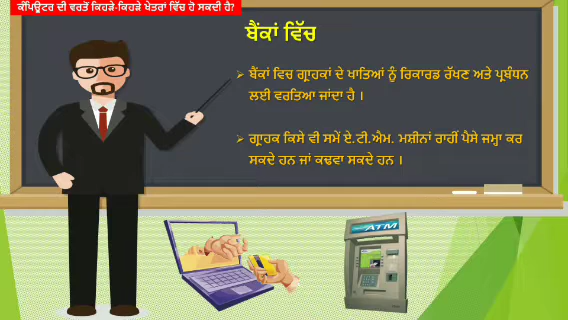 ਕੰਪਿਊਟਰ ਦੀ ਵਰਤੋਂ ਕਿਹੜੇ-ਕਿਹੜੇ ਖੇਤਰਾਂ ਵਿੱਚ ਹੋ ਸਕਦੀ ਹੈ?
ਬੈਂਕਾਂ ਵਿੱਚ
➢ ਬੈਂਕਾਂ ਵਿਚ ਗ੍ਰਾਹਕਾਂ ਦੇ ਖਾਤਿਆਂ ਨੂੰ ਰਿਕਾਰਡ ਰੱਖਣ ਅਤੇ ਪ੍ਰਬੰਧਨ
ਲਈ ਵਰਤਿਆ ਜਾਂਦਾ ਹੈ ।
➢ ਗ੍ਰਾਹਕ ਕਿਸੇ ਵੀ ਸਮੇਂ ਏ.ਟੀ.ਐਮ. ਮਸ਼ੀਨਾਂ ਰਾਹੀਂ ਪੈਸੇ ਜਮ੍ਹਾ ਕਰ
ਸਕਦੇ ਹਨ ਜਾਂ ਕਢਵਾ ਸਕਦੇ ਹਨ ।
ATM